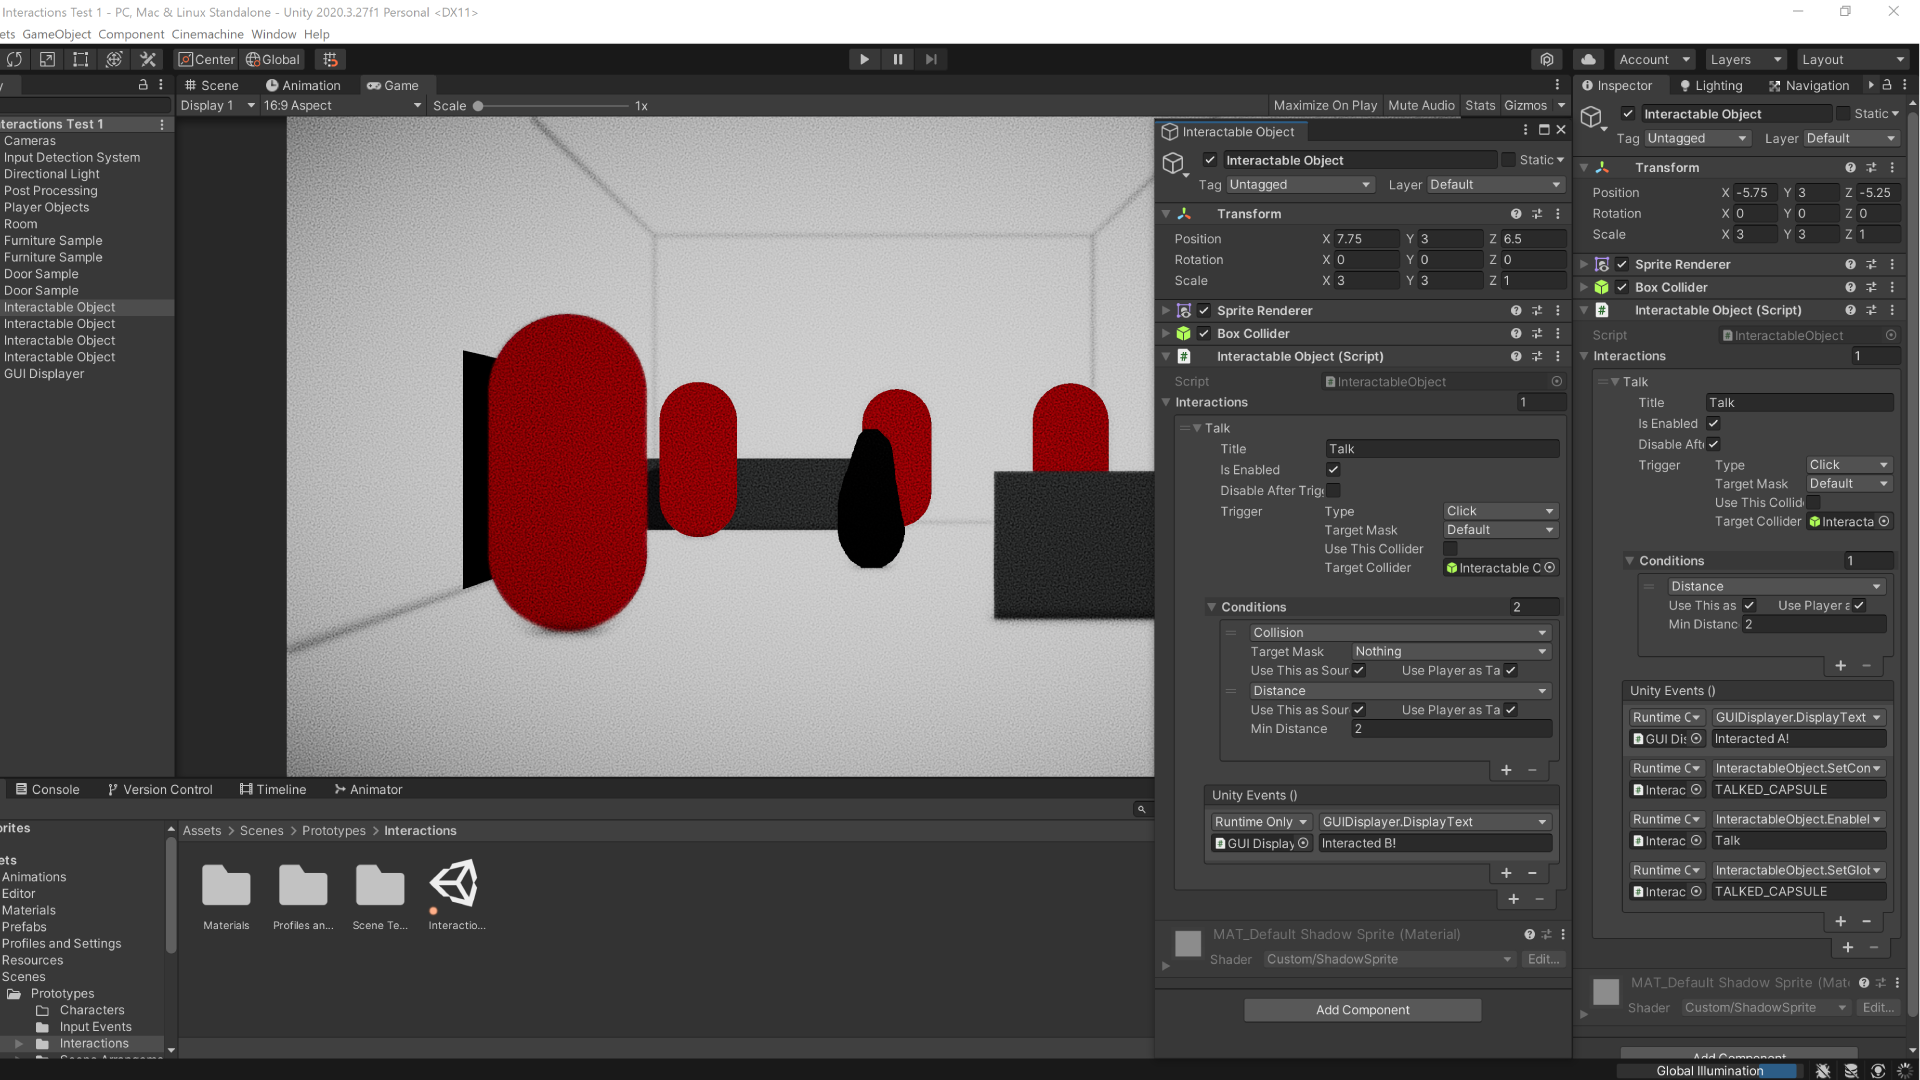 Interactions Test 1 - PC, Mac & Linux Standalone - Unity 2020.3.27f1 Personal <DX11>
ets GameObject Component Cinemachine Window Help
Center Global
Account Layers Layout
Scene Animation Game
Display 1 16:9 Aspect Scale 1x Maximize On Play Mute Audio Stats Gizmos
nteractions Test 1
Cameras
Input Detection System
Directional Light
Post Processing
Player Objects
Room
Furniture Sample
Furniture Sample
Door Sample
Door Sample
Interactable Object
Interactable Object
Interactable Object
Interactable Object
GUI Displayer
Interactable Object
Interactable Object Static
Tag Untagged Layer Default
Transform
Position X 7.75 Y 3 Z 6.5
Rotation X 0 Y 0 Z 0
Scale X 3 Y 3 Z 1
Sprite Renderer
Box Collider
Interactable Object (Script)
Script InteractableObject
Interactions 1
Talk
Title Talk
Is Enabled
Disable After Trig
Trigger Type Click
Target Mask Default
Use This Collider
Target Collider Interactable C
Conditions 2
Collision
Target Mask Nothing
Use This as Sour Use Player as Ta
Distance
Use This as Sour Use Player as Ta
Min Distance 2
Unity Events ()
Runtime Only GUIDisplayer.DisplayText
GUI Display Interacted B!
MAT_Default Shadow Sprite (Material)
Shader Custom/ShadowSprite Edit...
Add Component
Inspector Lighting Navigation
Interactable Object Static
Tag Untagged Layer Default
Transform
Position X -5.75 Y 3 Z -5.25
Rotation X 0 Y 0 Z 0
Scale X 3 Y 3 Z 1
Sprite Renderer
Box Collider
Interactable Object (Script)
Script InteractableObject
Interactions 1
Talk
Title Talk
Is Enabled
Disable Aft
Trigger Type Click
Target Mask Default
Use This Collid
Target Collider Interacta
Conditions 1
Distance
Use This as Use Player a
Min Distanc 2
Unity Events ()
Runtime C GUIDisplayer.DisplayText
GUI Dis Interacted A!
Runtime C InteractableObject.SetCon
Interac TALKED_CAPSULE
Runtime C InteractableObject.Enablel
Interac Talk
Runtime C InteractableObject.SetGlob
Interac TALKED_CAPSULE
MAT_Default Shadow Sprite (Mat
Shader Custom/ShadowSprite Edit...
Add Component
Console Version Control Timeline Animator
orites
ets
Animations
Editor
Materials
Prefabs
Profiles and Settings
Resources
Scenes
Prototypes
Characters
Input Events
Interactions
Assets > Scenes > Prototypes > Interactions
Materials Profiles an... Scene Te... Interactio...
Global Illumination